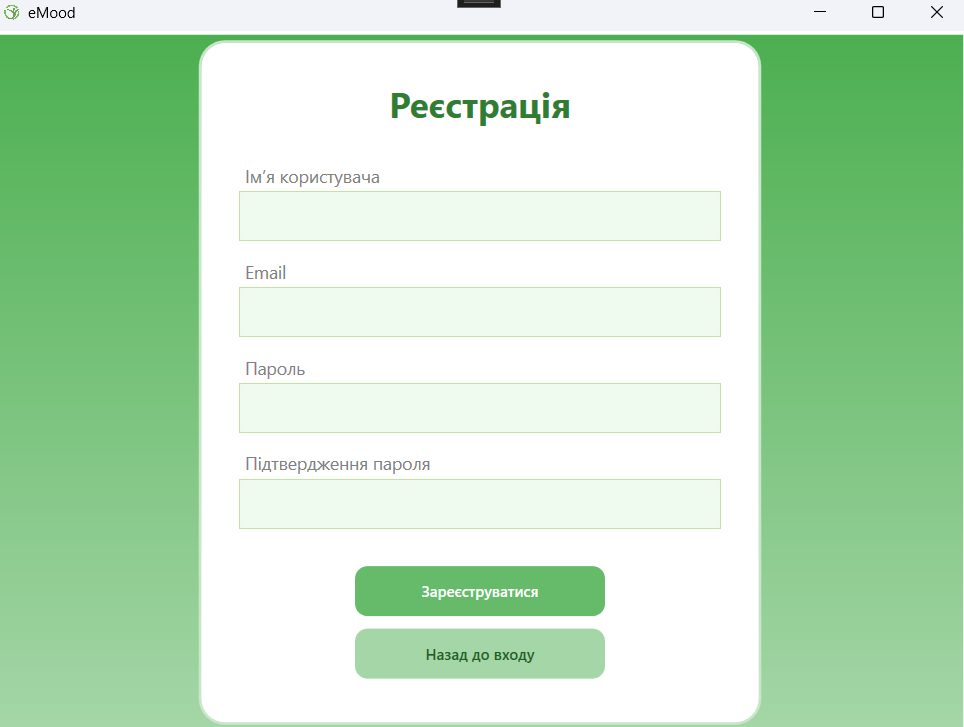 eMood
Реєстрація
Ім’я користувача
Email
Пароль
Підтвердження пароля
Зареєструватися
Назад до входу